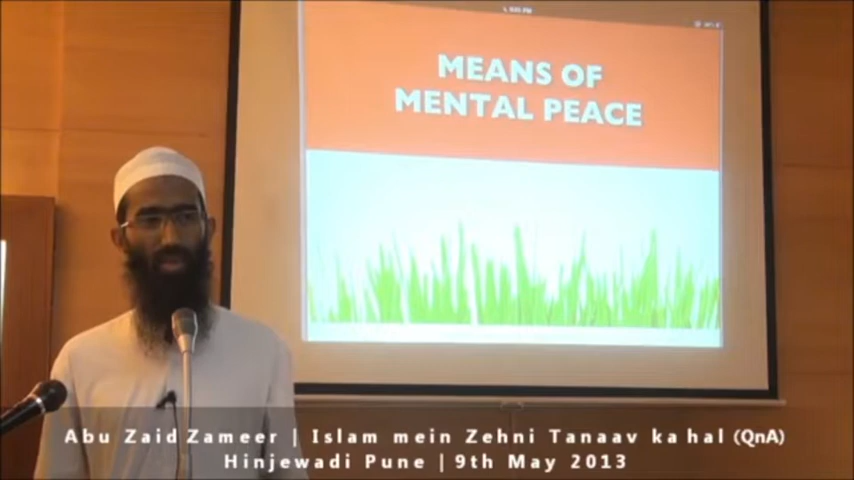 MEANS OF
MENTAL PEACE
Abu Zaid Zameer | Islam mein Zehni Tanaav ka hal (QnA)
Hinjewadi Pune | 9th May 2013